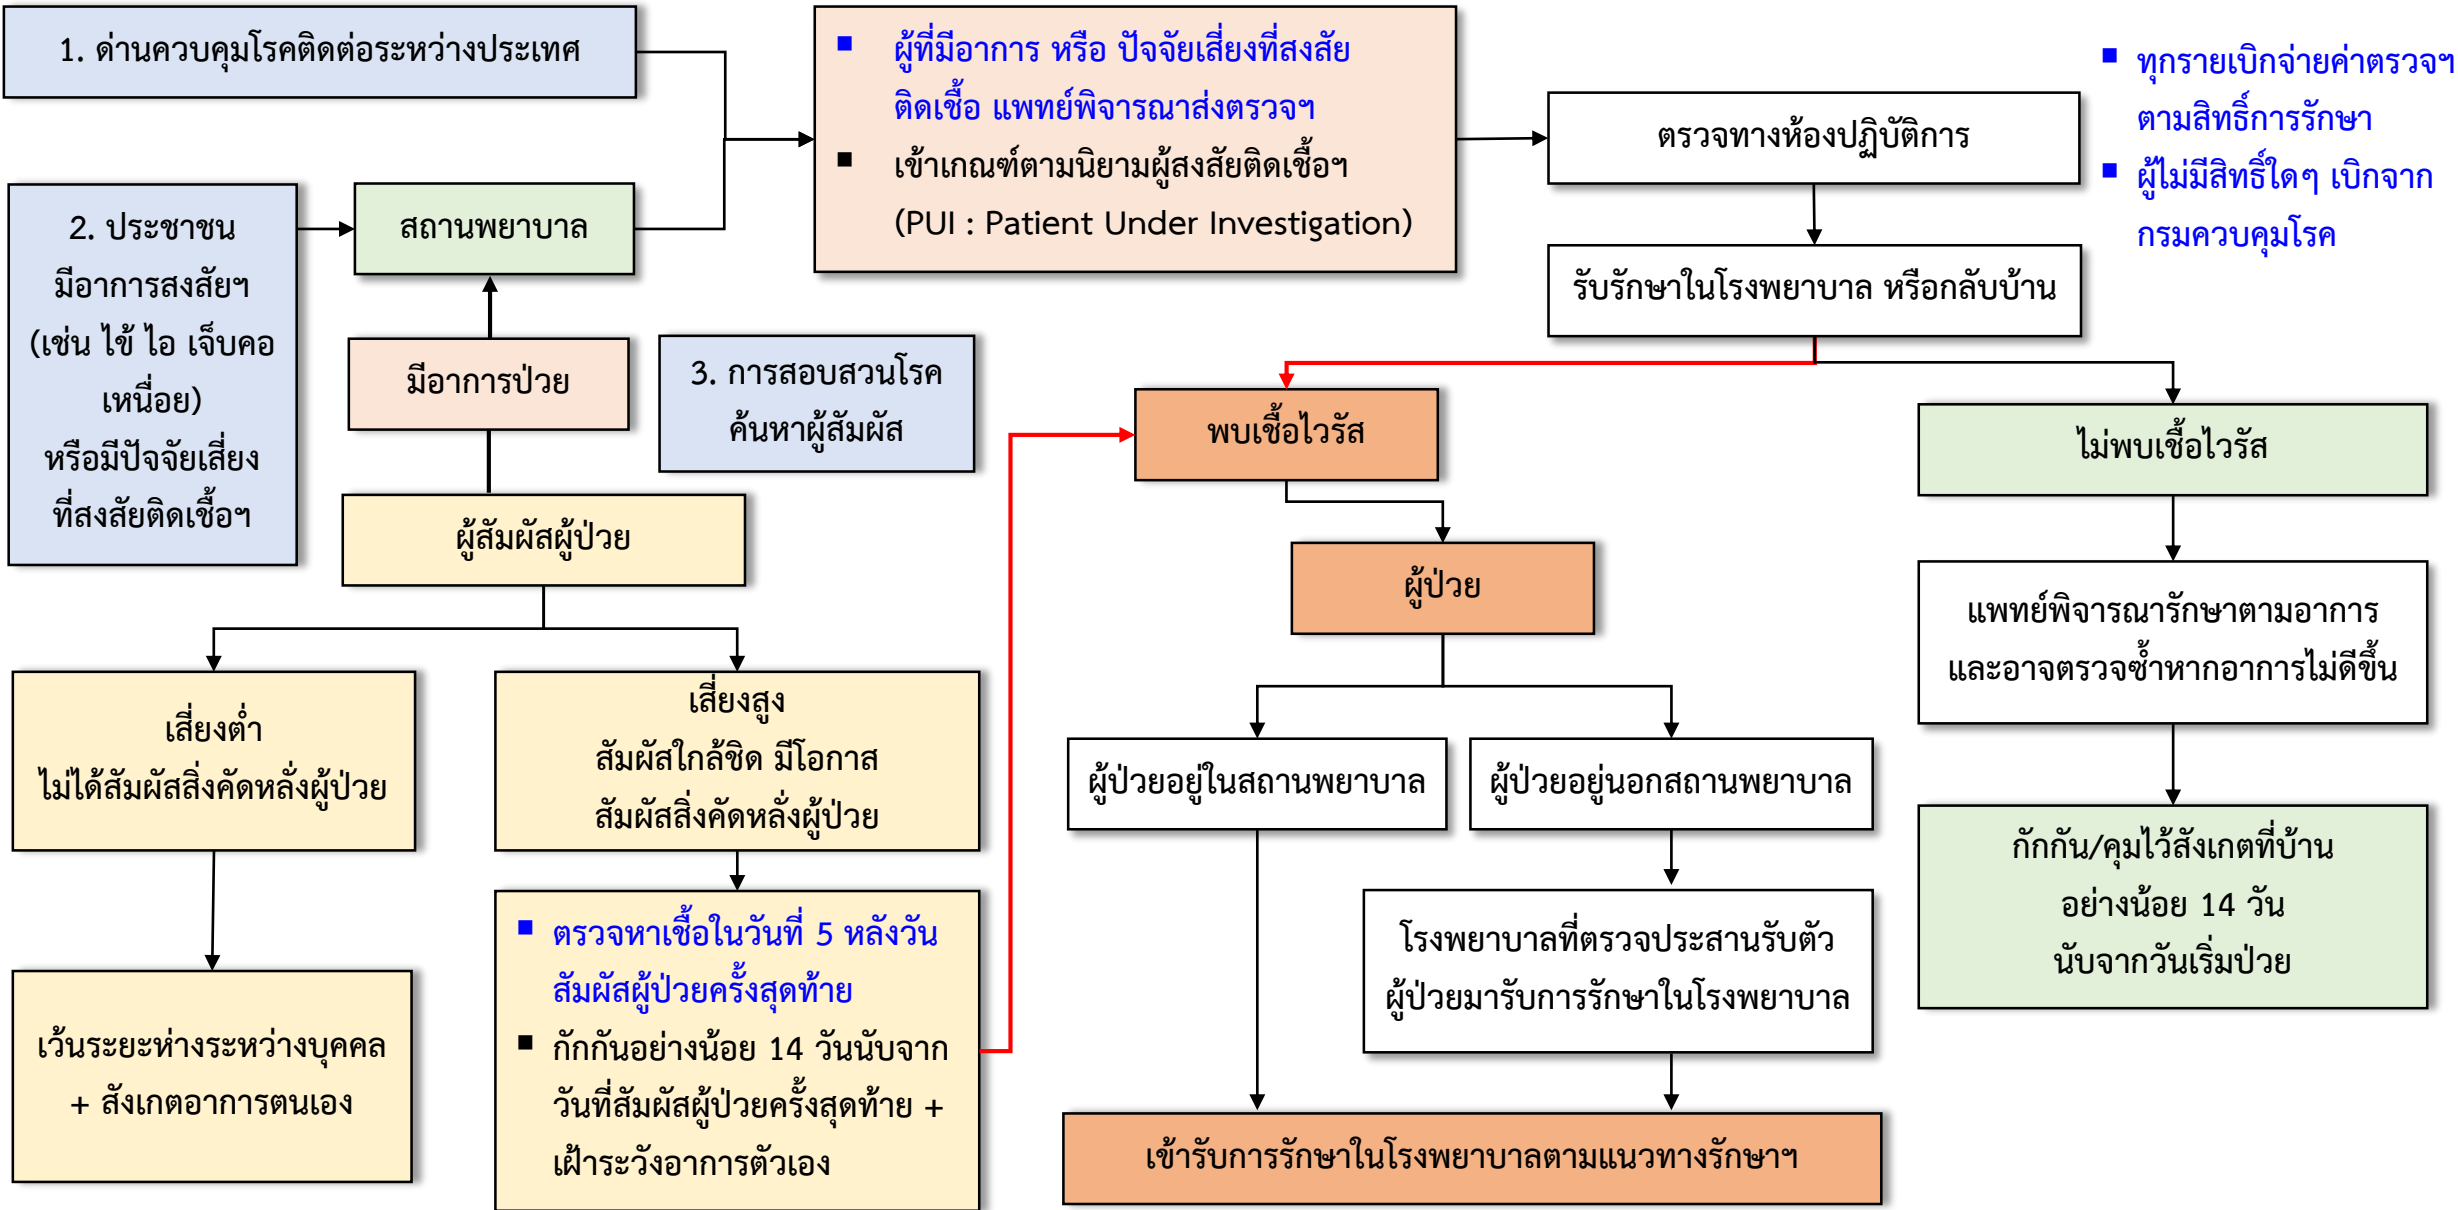 1. ด่านควบคุมโรคติดต่อระหว่างประเทศ
2. ประชาชน
มีอาการสงสัยฯ
(เช่น ไข้ ไอ เจ็บคอ
เหนื่อย)
หรือมีปัจจัยเสี่ยง
ที่สงสัยติดเชื้อฯ
สถานพยาบาล
มีอาการป่วย
3. การสอบสวนโรค
ค้นหาผู้สัมผัส
ผู้สัมผัสผู้ป่วย
เสี่ยงต่ำ
ไม่ได้สัมผัสสิ่งคัดหลั่งผู้ป่วย
เว้นระยะห่างระหว่างบุคคล
+ สังเกตอาการตนเอง
เสี่ยงสูง
สัมผัสใกล้ชิด มีโอกาส
สัมผัสสิ่งคัดหลั่งผู้ป่วย
▪ ตรวจหาเชื้อในวันที่ 5 หลังวัน
สัมผัสผู้ป่วยครั้งสุดท้าย
▪ กักกันอย่างน้อย 14 วันนับจาก
วันที่สัมผัสผู้ป่วยครั้งสุดท้าย +
เฝ้าระวังอาการตัวเอง
▪ ผู้ที่มีอาการ หรือ ปัจจัยเสี่ยงที่สงสัย
ติดเชื้อ แพทย์พิจารณาส่งตรวจฯ
▪ เข้าเกณฑ์ตามนิยามผู้สงสัยติดเชื้อฯ
(PUI : Patient Under Investigation)
ตรวจทางห้องปฏิบัติการ
รับรักษาในโรงพยาบาล หรือกลับบ้าน
▪ ทุกรายเบิกจ่ายค่าตรวจฯ
ตามสิทธิ์การรักษา
▪ ผู้ไม่มีสิทธิ์ใดๆ เบิกจาก
กรมควบคุมโรค
พบเชื้อไวรัส
ผู้ป่วย
ผู้ป่วยอยู่ในสถานพยาบาล
ผู้ป่วยอยู่นอกสถานพยาบาล
โรงพยาบาลที่ตรวจประสานรับตัว
ผู้ป่วยมารับการรักษาในโรงพยาบาล
เข้ารับการรักษาในโรงพยาบาลตามแนวทางรักษาฯ
ไม่พบเชื้อไวรัส
แพทย์พิจารณารักษาตามอาการ
และอาจตรวจซ้ำหากอาการไม่ดีขึ้น
กักกัน/คุมไว้สังเกตที่บ้าน
อย่างน้อย 14 วัน
นับจากวันเริ่มป่วย